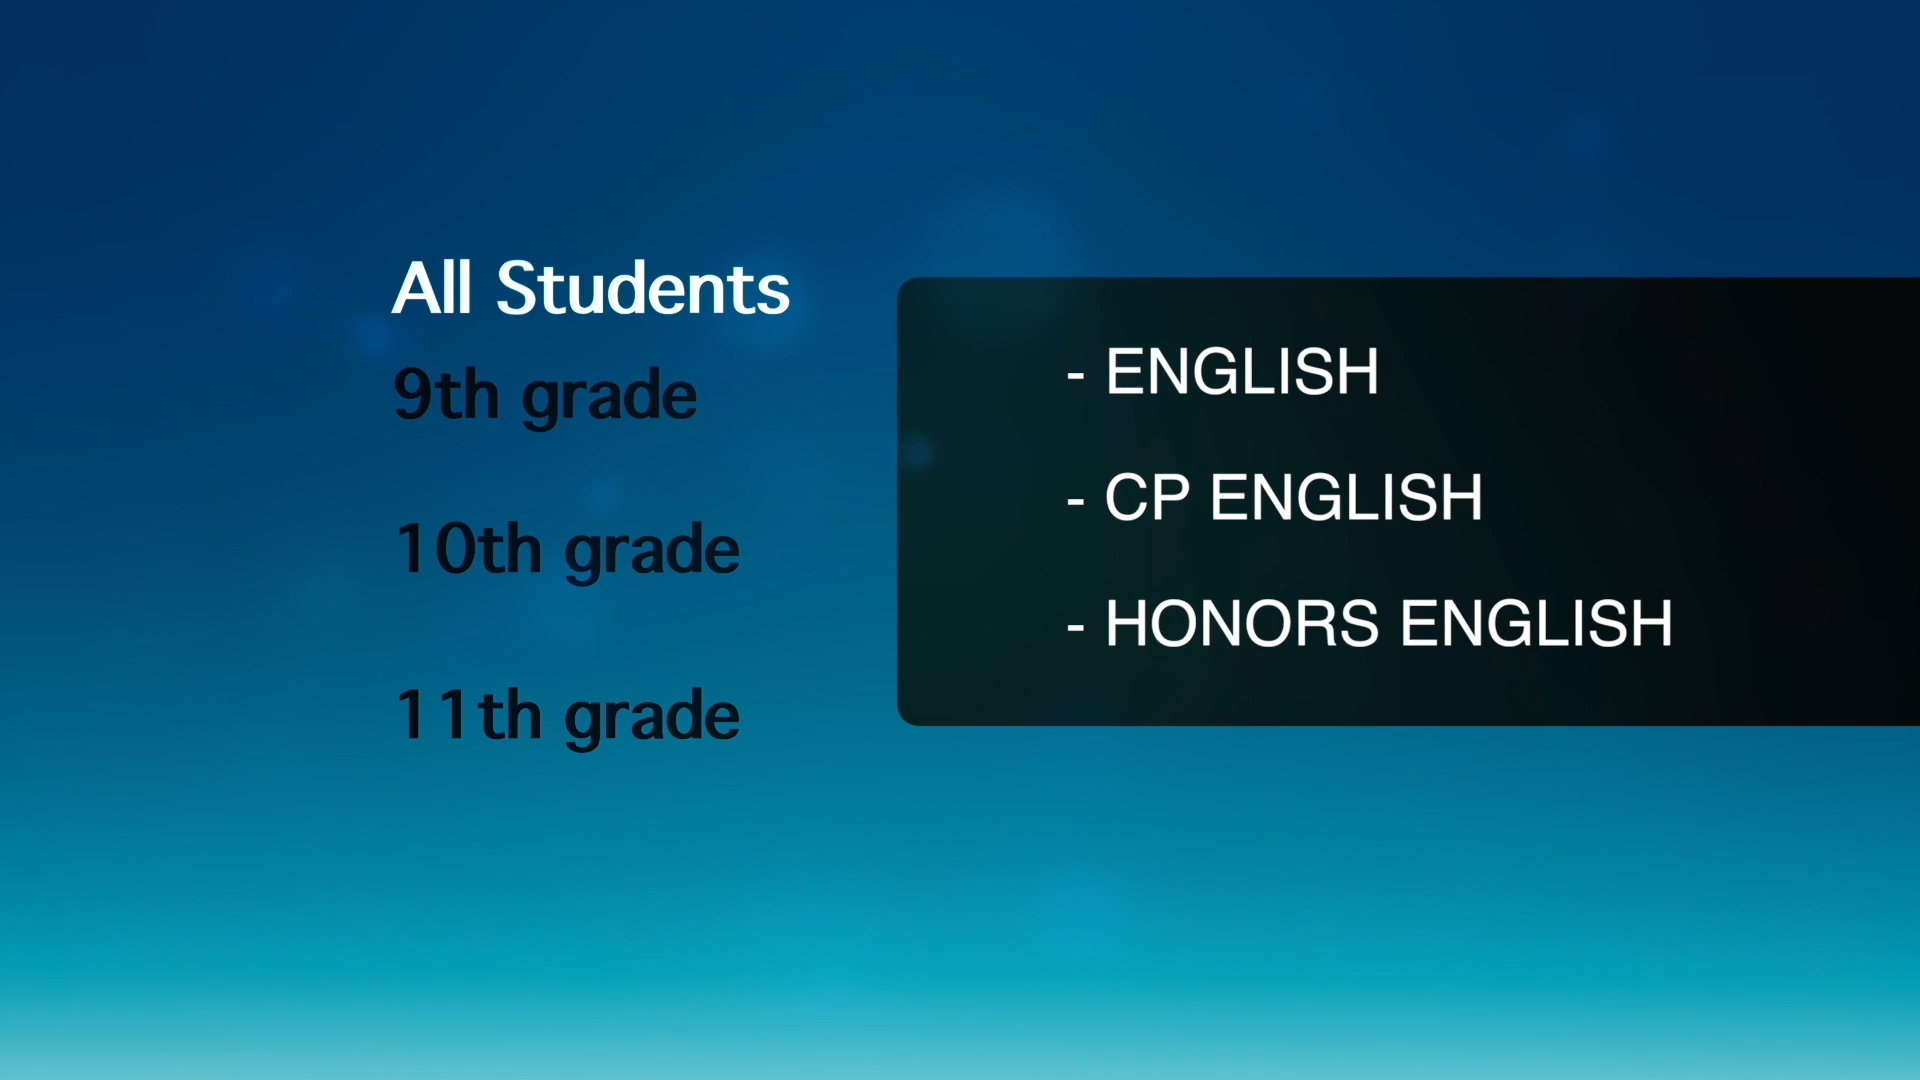 All Students
9th grade
10th grade
11th grade
- ENGLISH
- CP ENGLISH
- HONORS ENGLISH